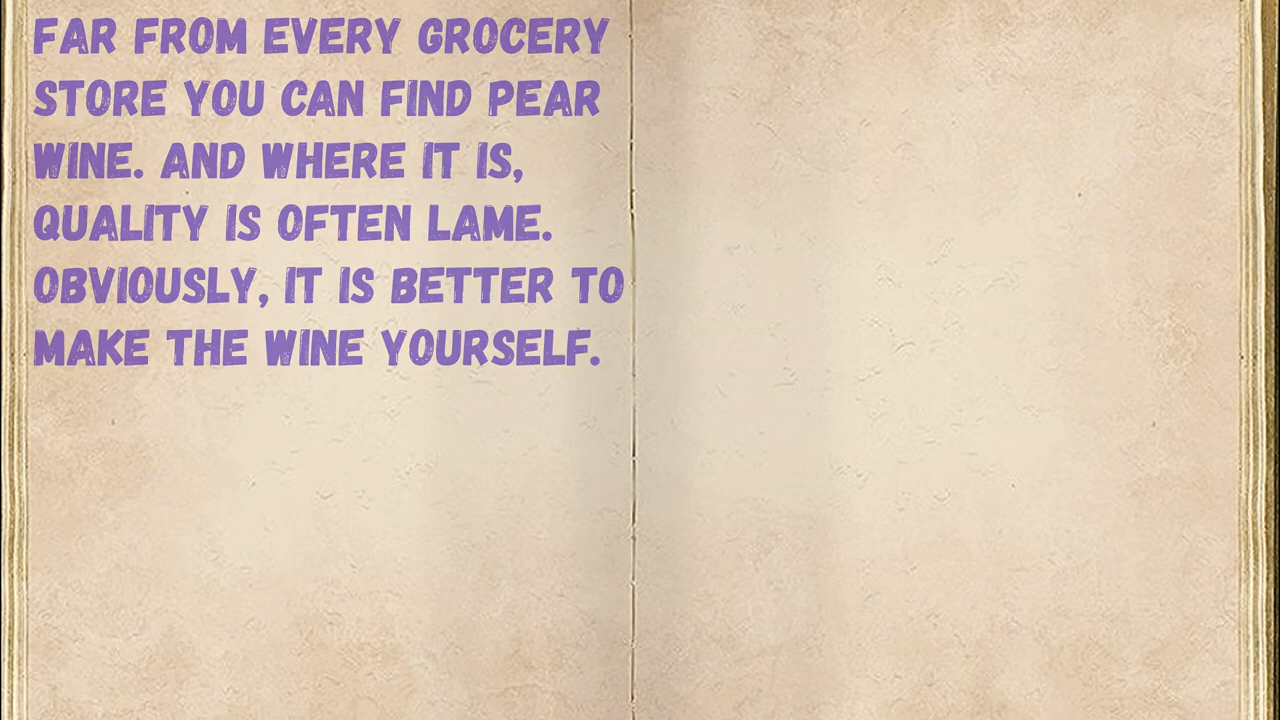 FAR FROM EVERY GROCERY
STORE YOU CAN FIND PEAR
WINE. AND WHERE IT IS,
QUALITY IS OFTEN LAME.
OBVIOUSLY, IT IS BETTER TO
MAKE THE WINE YOURSELF.